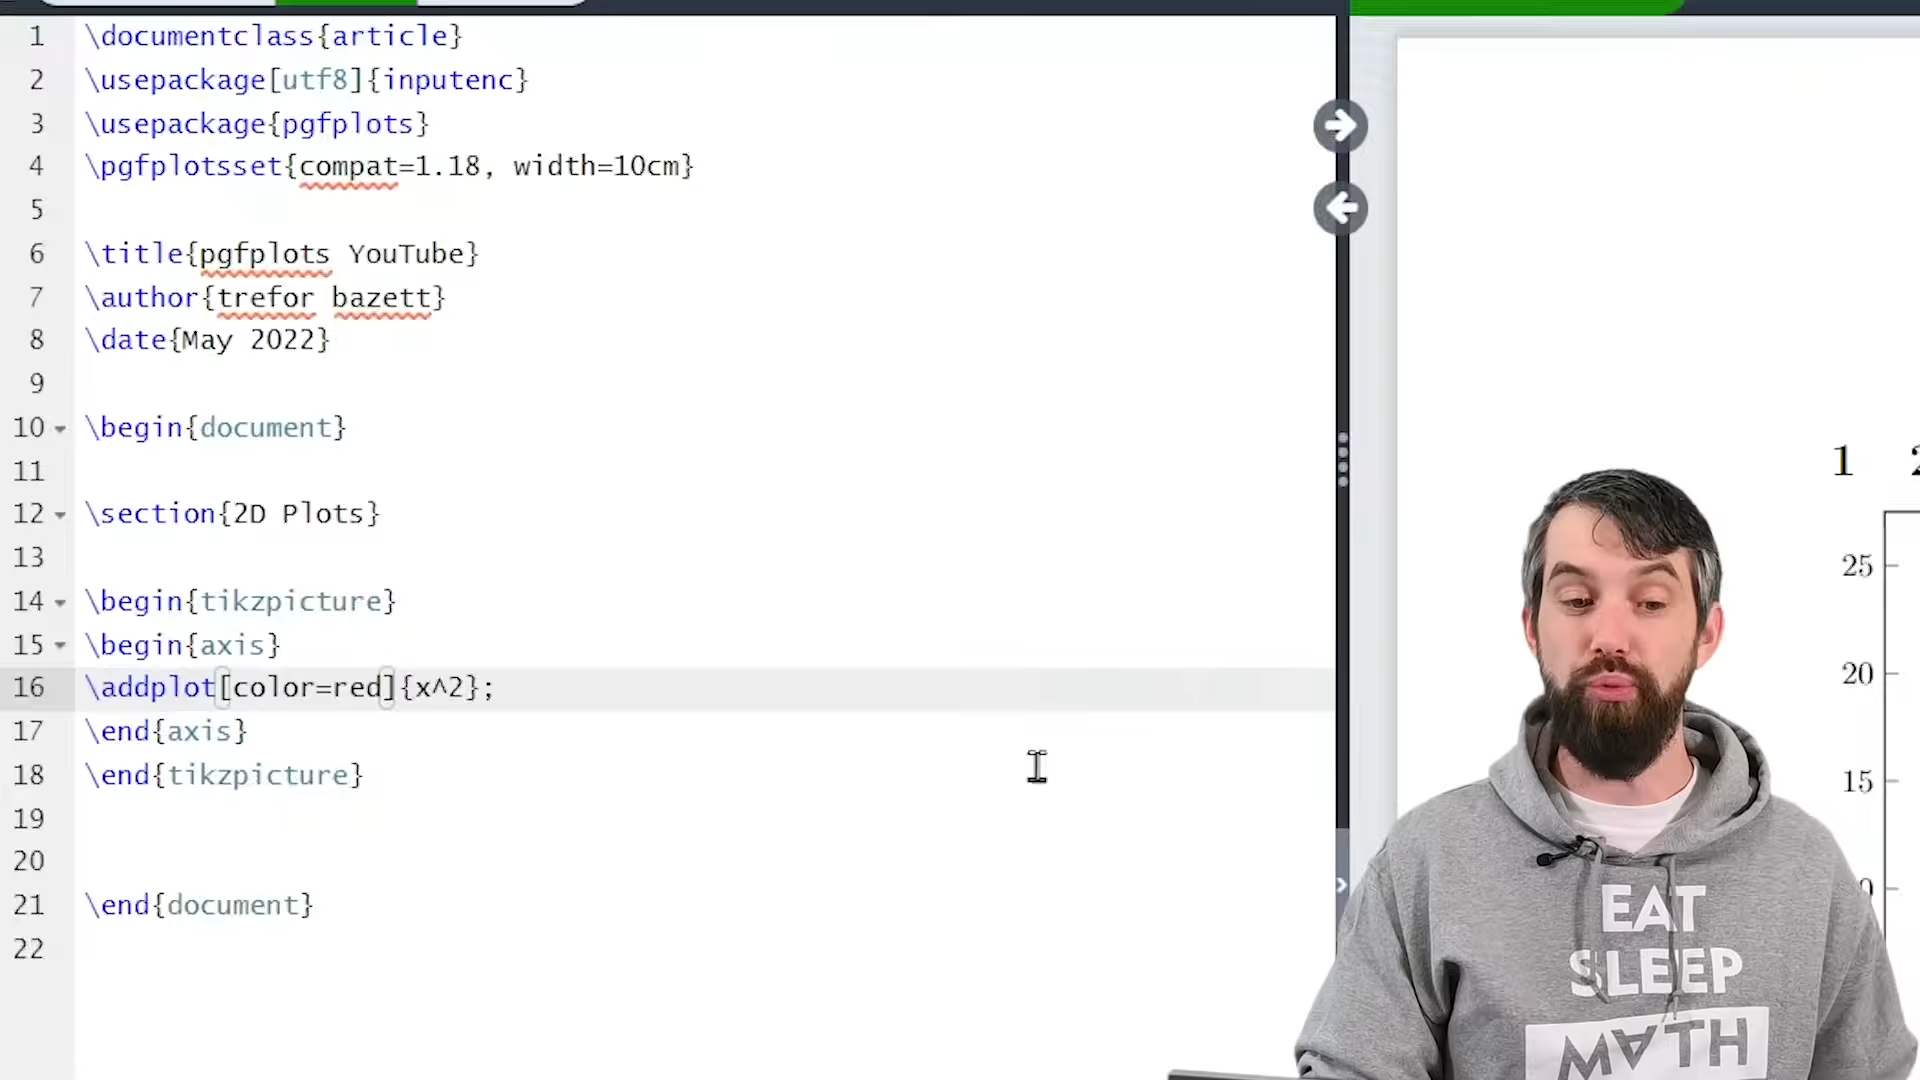 1 \documentclass{article}
2 \usepackage[utf8]{inputenc}
3 \usepackage{pgfplots}
4 \pgfplotsset{compat=1.18, width=10cm}
5
6 \title{pgfplots YouTube}
7 \author{trefor bazett}
8 \date{May 2022}
9
10 \begin{document}
11
12 \section{2D Plots}
13
14 \begin{tikzpicture}
15 \begin{axis}
16 \addplot[color=red]{x^2};
17 \end{axis}
18 \end{tikzpicture}
19
20
21 \end{document}
22
1
25
20
15
EAT
SLEEP
M∀TH